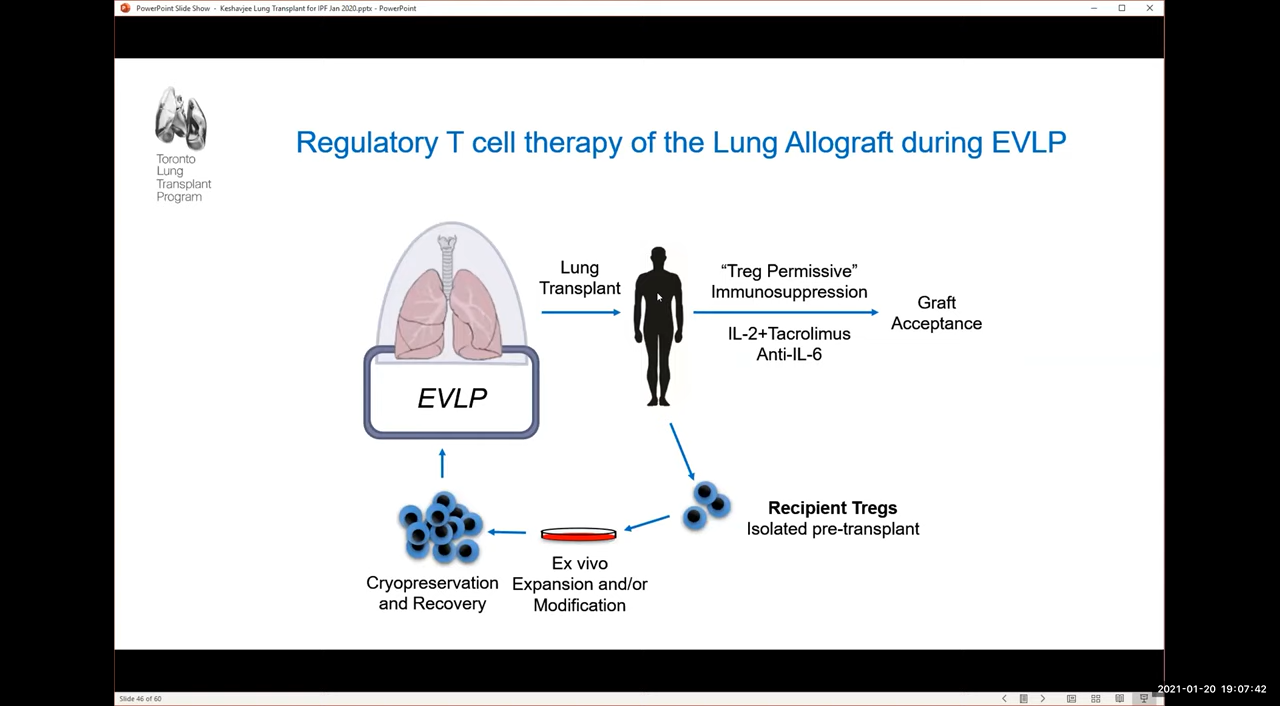 PowerPoint Slide Show - Keshavjee Lung Transplant for IPF Jan 2020.pptx - PowerPoint
Toronto
Lung
Transplant
Program
Regulatory T cell therapy of the Lung Allograft during EVLP
EVLP
Lung
Transplant
“Treg Permissive”
Immunosuppression
IL-2+Tacrolimus
Anti-IL-6
Graft
Acceptance
Recipient Tregs
Isolated pre-transplant
Ex vivo
Expansion and/or
Modification
Cryopreservation
and Recovery
Slide 46 of 60
2021-01-20 19:07:42